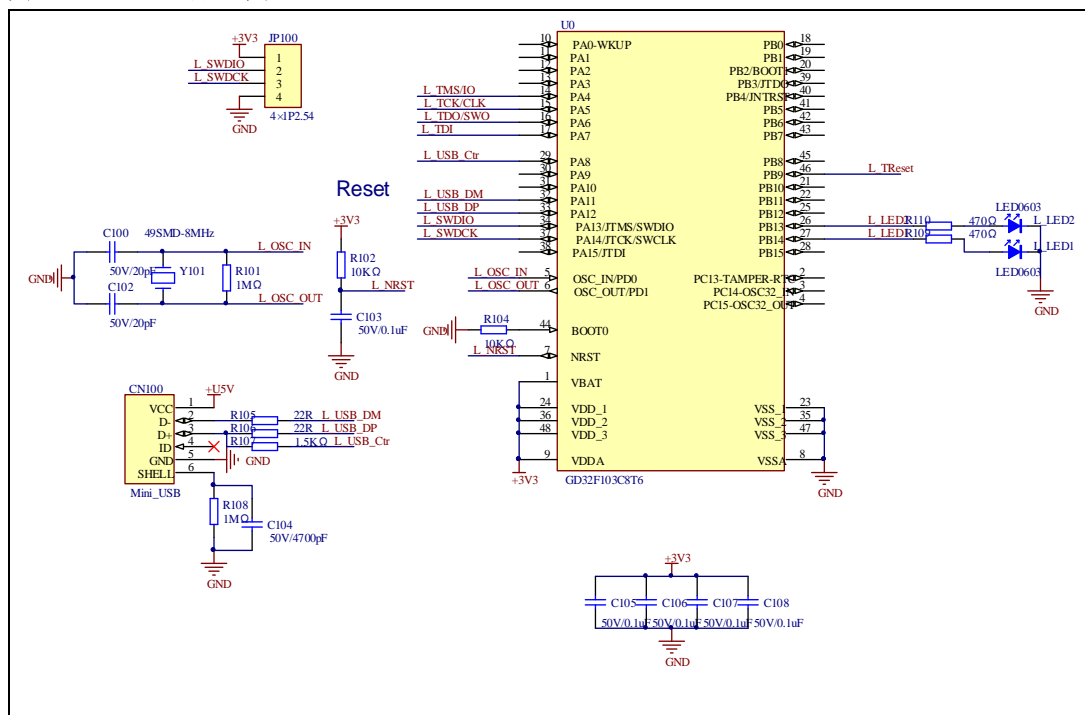 JP100
+3V3
1
L_SWDIO 2
L_SWDCK 3
4
GND
4×1P2.54
Reset
C100
49SMD-8MHz
L_OSC_IN
GND
50V/20pF
Y101
R101
1MΩ
C102
L_OSC_OUT
50V/20pF
+3V3
R102
10KΩ
L_NRST
C103
50V/0.1uF
GND
CN100
+U5V
VCC 1
D- 2 R105 22R L_USB_DM
D+ 3 R106 22R L_USB_DP
ID 4 R107 1.5KΩ L_USB_Ctr
GND 5 GND
SHELL 6
Mini_USB
R108
1MΩ
C104
50V/4700pF
GND
U0
10 PA0-WKUP PB0 18
PA1 PB1 19
PA2 PB2/BOOT1 20
13 PA3 PB3/JTDO 39
L_TMS/IO 14 PA4 PB4/JNTRST 40
L_TCK/CLK 15 PA5 PB5 41
L_TDO/SWO 16 PA6 PB6 42
L_TDI 17 PA7 PB7 43
L_USB_Ctr 29 PA8 PB8 45
30 PA9 PB9 46 L_TReset
31 PA10 PB10 21
L_USB_DM 32 PA11 PB11 22
L_USB_DP 33 PA12 PB12 25
L_SWDIO 34 PA13/JTMS/SWDIO PB13 26 R110 470Ω
L_SWDCK 37 PA14/JTCK/SWCLK PB14 27 R109 470Ω
38 PA15/JTDI PB15 28
LED0603
L_LED2
L_LED1
LED0603
GND
L_OSC_IN 5 OSC_IN/PD0 PC13-TAMPER-RTC 2
L_OSC_OUT 6 OSC_OUT/PD1 PC14-OSC32_IN 3
PC15-OSC32_OUT 4
GND R104 44 BOOT0
10KΩ
L_NRST 7 NRST
1 VBAT
24 VDD_1 VSS_1 23
36 VDD_2 VSS_2 35
48 VDD_3 VSS_3 47
9 VDDA VSSA 8
+3V3
GND
GD32F103C8T6
+3V3
C105 C106 C107 C108
50V/0.1uF 50V/0.1uF 50V/0.1uF 50V/0.1uF
GND